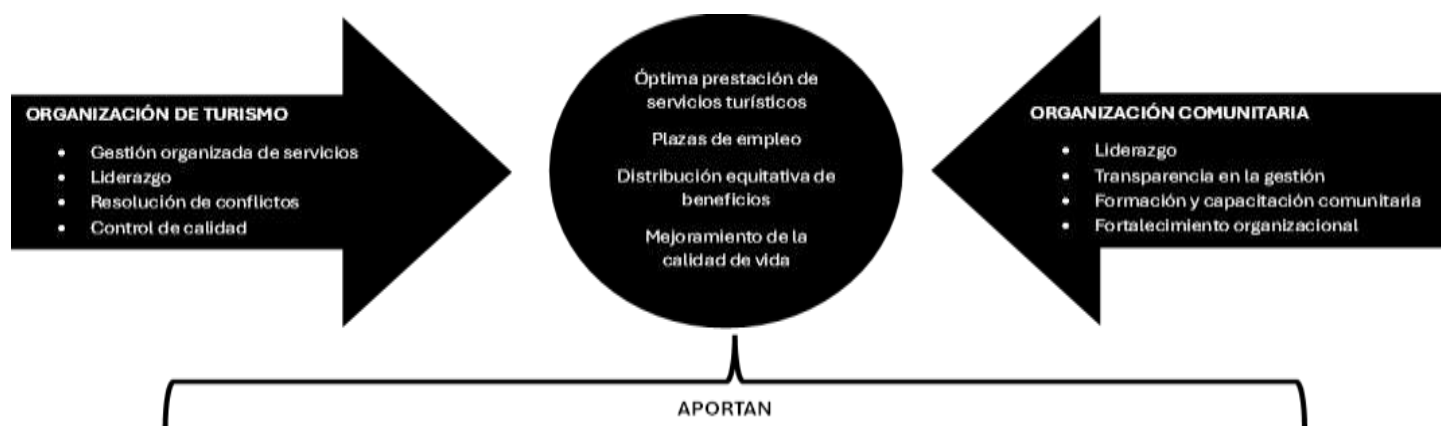 ORGANIZACIÓN DE TURISMO
• Gestión organizada de servicios
• Liderazgo
• Resolución de conflictos
• Control de calidad
Óptima prestación de
servicios turísticos
Plazas de empleo
Distribución equitativa de
beneficios
Mejoramiento de la
calidad de vida
ORGANIZACIÓN COMUNITARIA
• Liderazgo
• Transparencia en la gestión
• Formación y capacitación comunitaria
• Fortalecimiento organizacional
APORTAN